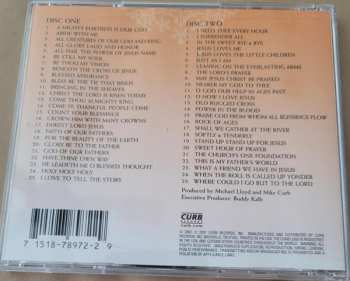 DISC ONE
A MIGHTY FORTRESS IS OUR GOD
ABIDE WITH ME
ALL CREATURES OF OUR GOD AND KING
ALL GLORY LAUD AND HONOR
ALL HAIL THE POWER OF JESUS NAME
BE STILL MY SOUL
BE THOU MY VISION
BENEATH THE CROSS OF JESUS
BLESSED ASSURANCE
BLEST BE THE TIE THAT BINDS
BRINGING IN THE SHEAVES
CHRIST THE LORD IS RISEN TODAY
COME THOU ALMIGHTY KING
COME YE THANKFUL PEOPLE COME
COUNT YOUR BLESSINGS
CROWN HIM WITH MANY CROWNS
FAIREST LORD JESUS
FAITH OF OUR FATHERS
FOR THE BEAUTY OF THE EARTH
GLORY BE TO THE FATHER
GOD OF OUR FATHERS
HAVE THINE OWN WAY
HE LEADETH ME O BLESSED THOUGHT
HOLY HOLY HOLY
I LOVE TO TELL THE STORY
DISC TWO
I NEED THEE EVERY HOUR
I SURRENDER ALL
IN THE SWEET BYE & BYE
JESUS LOVES ME
JESUS LOVES THE LITTLE CHILDREN
JUST AS I AM
LEANING ON THE EVERLASTING ARMS
THE LORD'S PRAYER
MAY JESUS CHRIST BE PRAISED
NEARER MY GOD TO THEE
O GOD OUR HELP IN AGES PAST
O HOW I LOVE JESUS
OLD RUGGED CROSS
POWER IN THE BLOOD
PRAISE GOD FROM WHOM ALL BLESSINGS FLOW
ROCK OF AGES
SHALL WE GATHER AT THE RIVER
SOFTLY & TENDERLY
STAND UP STAND UP FOR JESUS
SWEET HOUR OF PRAYER
THE CHURCH'S ONE FOUNDATION
THIS IS MY FATHER'S WORLD
WHAT A FRIEND WE HAVE IN JESUS
WHEN THE ROLL IS CALLED UP YONDER
WHERE COULD I GO BUT TO THE LORD
Produced by Michael Lloyd and Mike Curb
Executive Producer: Buddy Kalb
CURB
RECORDS
7 15187-8972-2 9